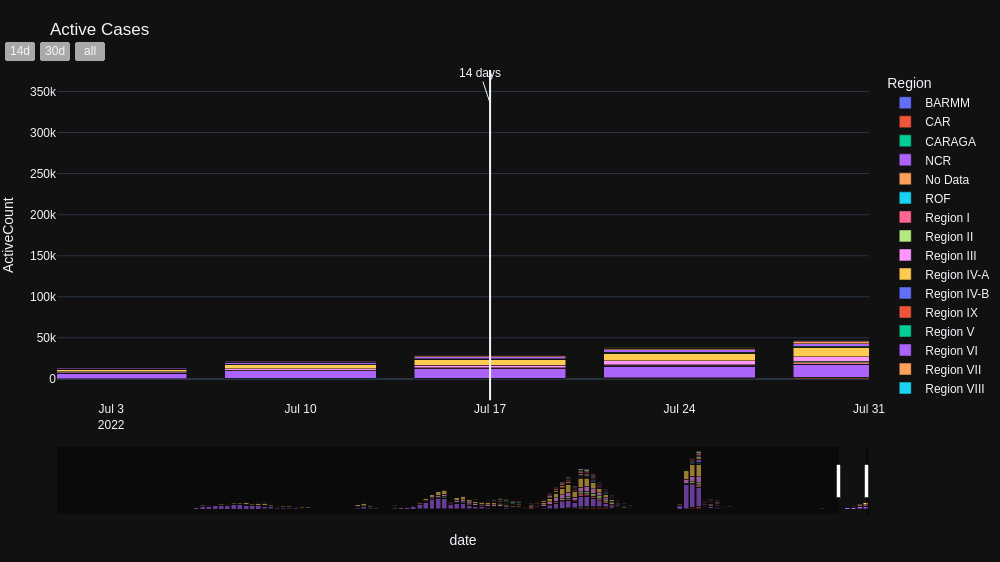 Active Cases
14d 30d all
14 days
350k
300k
250k
200k
150k
100k
50k
0
ActiveCount
Jul 3
2022
Jul 10
Jul 17
Jul 24
Jul 31
date
Region
BARMM
CAR
CARAGA
NCR
No Data
ROF
Region I
Region II
Region III
Region IV-A
Region IV-B
Region IX
Region V
Region VI
Region VII
Region VIII